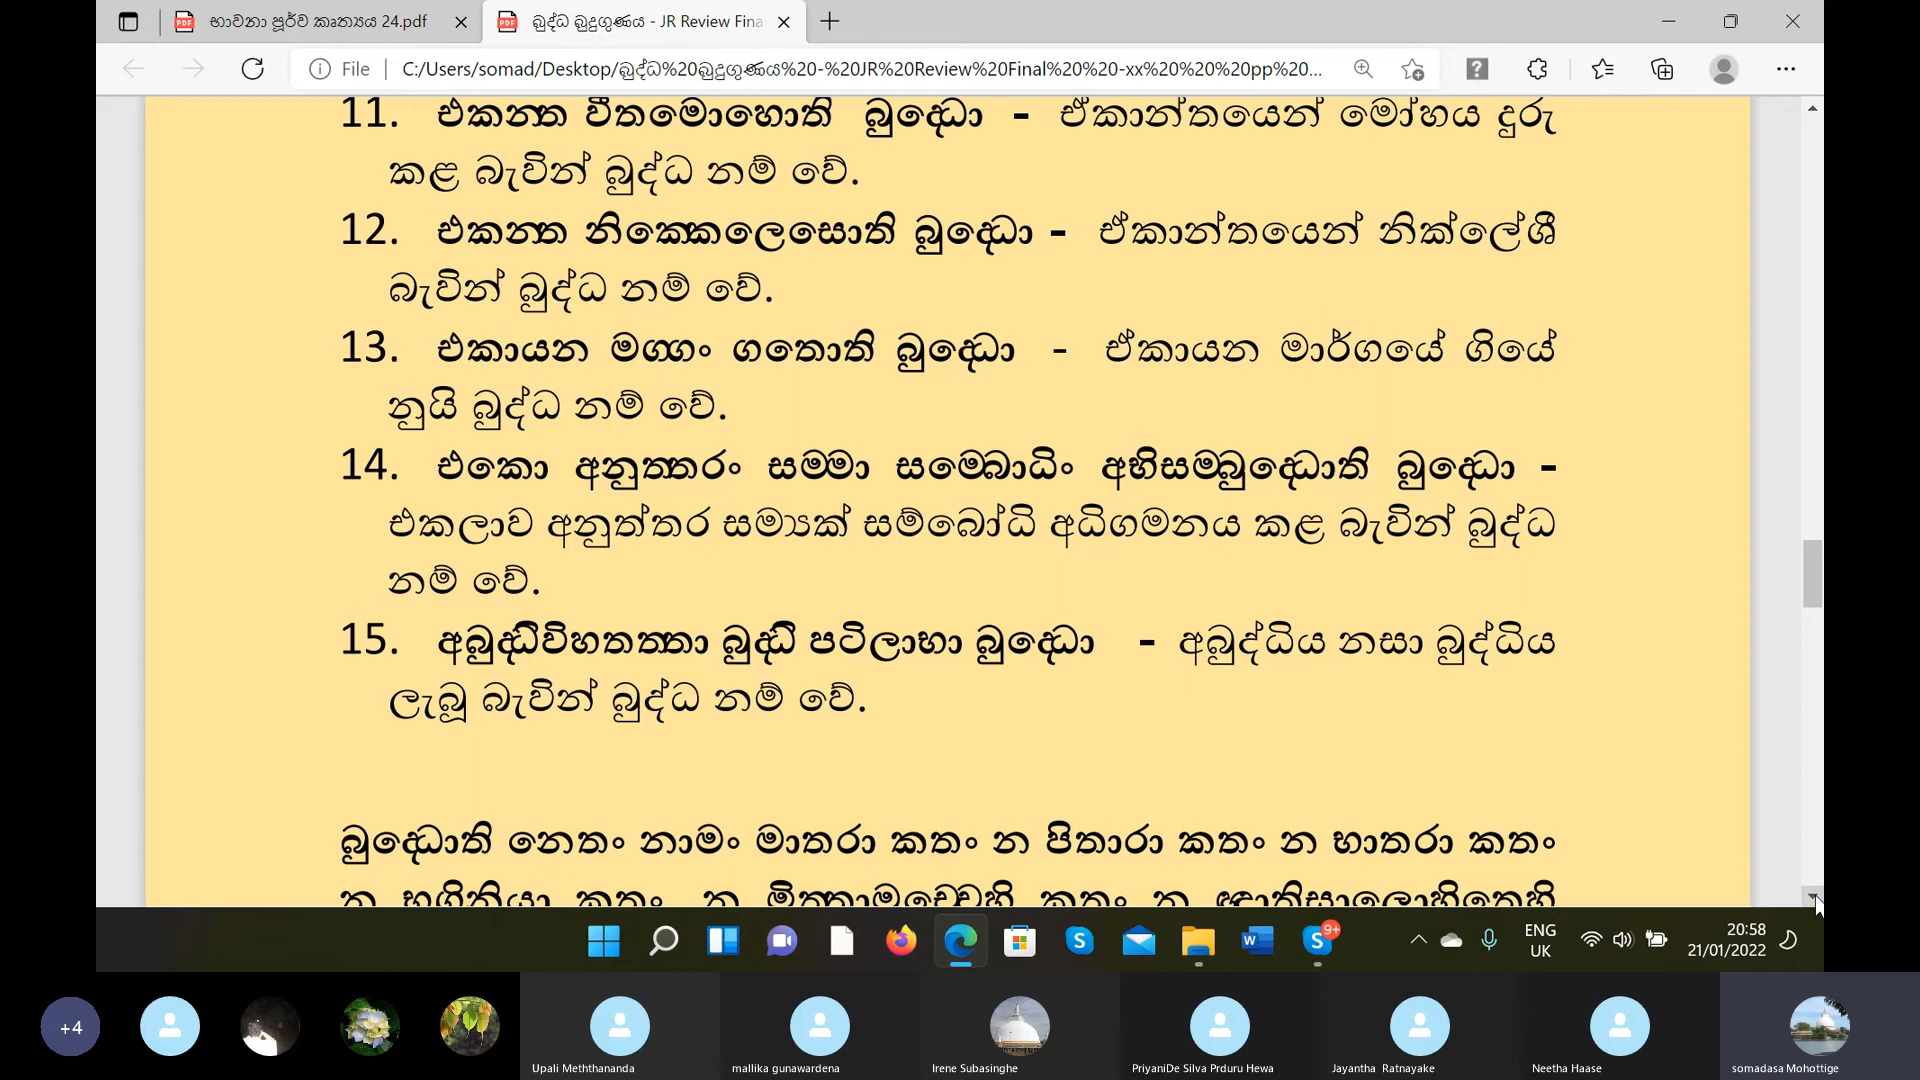 භාවනා පූර්ව කෘත්‍යය 24.pdf
බුද්ධ බුදුගුණය - JR Review Fina
File C:/Users/somad/Desktop/බුද්ධ%20බුදුගුණය%20-%20JR%20Review%20Final%20%20-xx%20%20%20pp%20...
11. එකන්ත වීතමොහොති බුද්ධො - ඒකාන්තයෙන් මෝහය දුරු
කළ බැවින් බුද්ධ නම් වේ.
12. එකන්ත නික්කෙලෙසොති බුද්ධො - ඒකාන්තයෙන් නික්ලේශී
බැවින් බුද්ධ නම් වේ.
13. එකායන මග්ගං ගතොති බුද්ධො - ඒකායන මාර්ගයේ ගියේ
නුයි බුද්ධ නම් වේ.
14. එකො අනුත්තරං සම්මා සම්බොධිං අභිසම්බුද්ධොති බුද්ධො -
එකලාව අනුත්තර සම්‍යක් සම්බෝධි අධිගමනය කළ බැවින් බුද්ධ
නම් වේ.
15. අබුද්ධිවිහතත්තා බුද්ධි පටිලාභා බුද්ධො - අබුද්ධිය නසා බුද්ධිය
ලැබූ බැවින් බුද්ධ නම් වේ.
බුද්ධොති නෙතං නාමං මාතරා කතං න පිතාරා කතං න භාතරා කතං
න භගිනියා කතං න මිත්තාමච්චෙහි කතං න ඥාතිසාලොහිතෙහි
9+
ENG
UK
20:58
21/01/2022
+4
Upali Meththananda
mallika gunawardena
Irene Subasinghe
PriyaniDe Silva Prduru Hewa
Jayantha Ratnayake
Neetha Haase
somadasa Mohottige